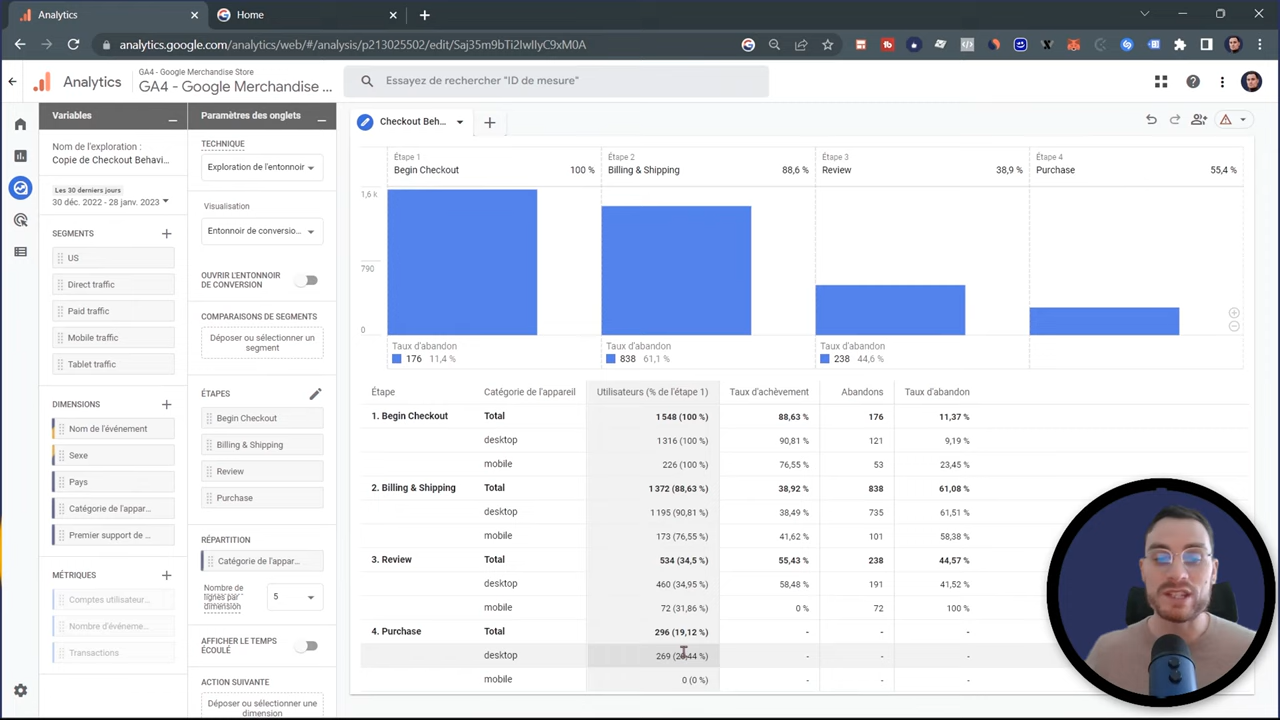 Analytics
Home
analytics.google.com/analytics/web/#/analysis/p213025502/edit/Saj35m9bTi2IwIlyC9xM0A
Analytics
GA4 - Google Merchandise Store
GA4 - Google Merchandise ...
Essayez de rechercher "ID de mesure"
Variables
Nom de l'exploration :
Copie de Checkout Behavi...
Les 30 derniers jours
30 déc. 2022 - 28 janv. 2023
SEGMENTS
US
Direct traffic
Paid traffic
Mobile traffic
Tablet traffic
DIMENSIONS
Nom de l'événement
Sexe
Pays
Catégorie de l'appar...
Premier support de ...
MÉTRIQUES
Comptes utilisateur...
Nombre d'événeme...
Transactions
Paramètres des onglets
TECHNIQUE
Exploration de l'entonnoir
Visualisation
Entonnoir de conversio...
OUVRIR L'ENTONNOIR
DE CONVERSION
COMPARAISONS DE SEGMENTS
Déposer ou sélectionner un
segment
ÉTAPES
Begin Checkout
Billing & Shipping
Review
Purchase
RÉPARTITION
Catégorie de l'appar...
Nombre de
lignes par
dimension
5
AFFICHER LE TEMPS
ÉCOULÉ
ACTION SUIVANTE
Déposer ou sélectionner une
dimension
Checkout Beh...
Étape 1
Begin Checkout 100 %
Étape 2
Billing & Shipping 88,6 %
Étape 3
Review 38,9 %
Étape 4
Purchase 55,4 %
1,6 k
790
0
Taux d'abandon
176 11,4 %
Taux d'abandon
838 61,1 %
Taux d'abandon
238 44,6 %
Étape Catégorie de l'appareil Utilisateurs (% de l'étape 1) Taux d'achèvement Abandons Taux d'abandon
1. Begin Checkout Total 1 548 (100 %) 88,63 % 176 11,37 %
desktop 1 316 (100 %) 90,81 % 121 9,19 %
mobile 226 (100 %) 76,55 % 53 23,45 %
2. Billing & Shipping Total 1 372 (88,63 %) 38,92 % 838 61,08 %
desktop 1 195 (90,81 %) 38,49 % 735 61,51 %
mobile 173 (76,55 %) 41,62 % 101 58,38 %
3. Review Total 534 (34,5 %) 55,43 % 238 44,57 %
desktop 460 (34,95 %) 58,48 % 191 41,52 %
mobile 72 (31,86 %) 0 % 72 100 %
4. Purchase Total 296 (19,12 %) - - -
desktop 269 (20,44 %) - - -
mobile 0 (0 %) - - -